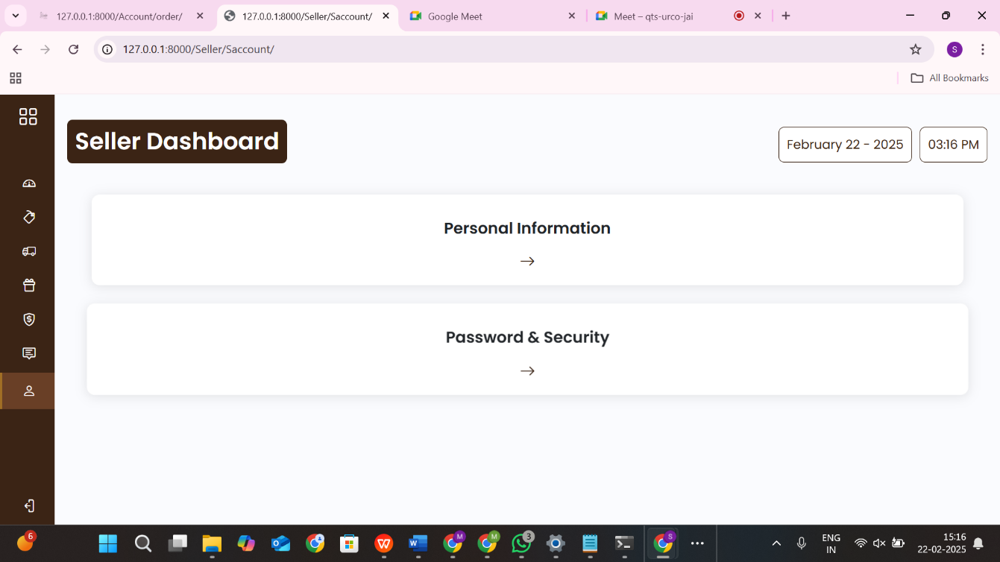 127.0.0.1:8000/Account/order/
127.0.0.1:8000/Seller/Saccount/
Google Meet
Meet – qts-urco-jai
127.0.0.1:8000/Seller/Saccount/
S
All Bookmarks
Seller Dashboard
February 22 - 2025
03:16 PM
Personal Information
Password & Security
6
W
W
M
M
3
S
ENG
IN
15:16
22-02-2025